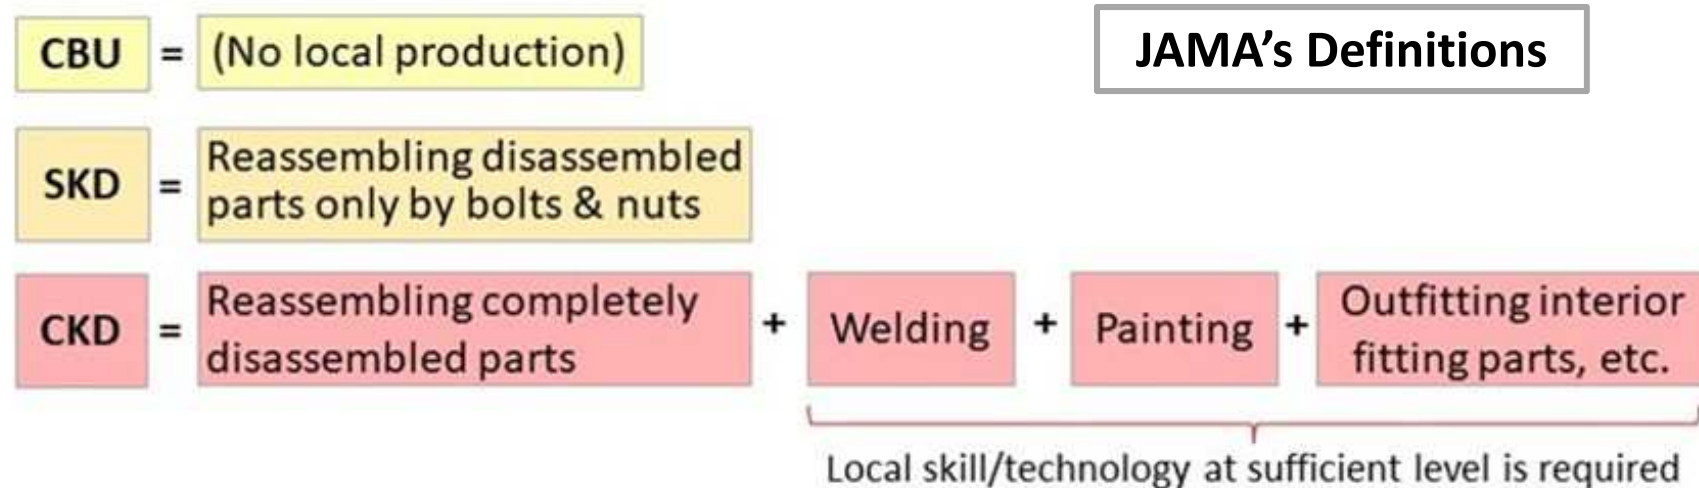 JAMA’s Definitions
CBU = (No local production)
SKD = Reassembling disassembled
parts only by bolts & nuts
CKD = Reassembling completely
disassembled parts
+ Welding + Painting + Outfitting interior
fitting parts, etc.
Local skill/technology at sufficient level is required